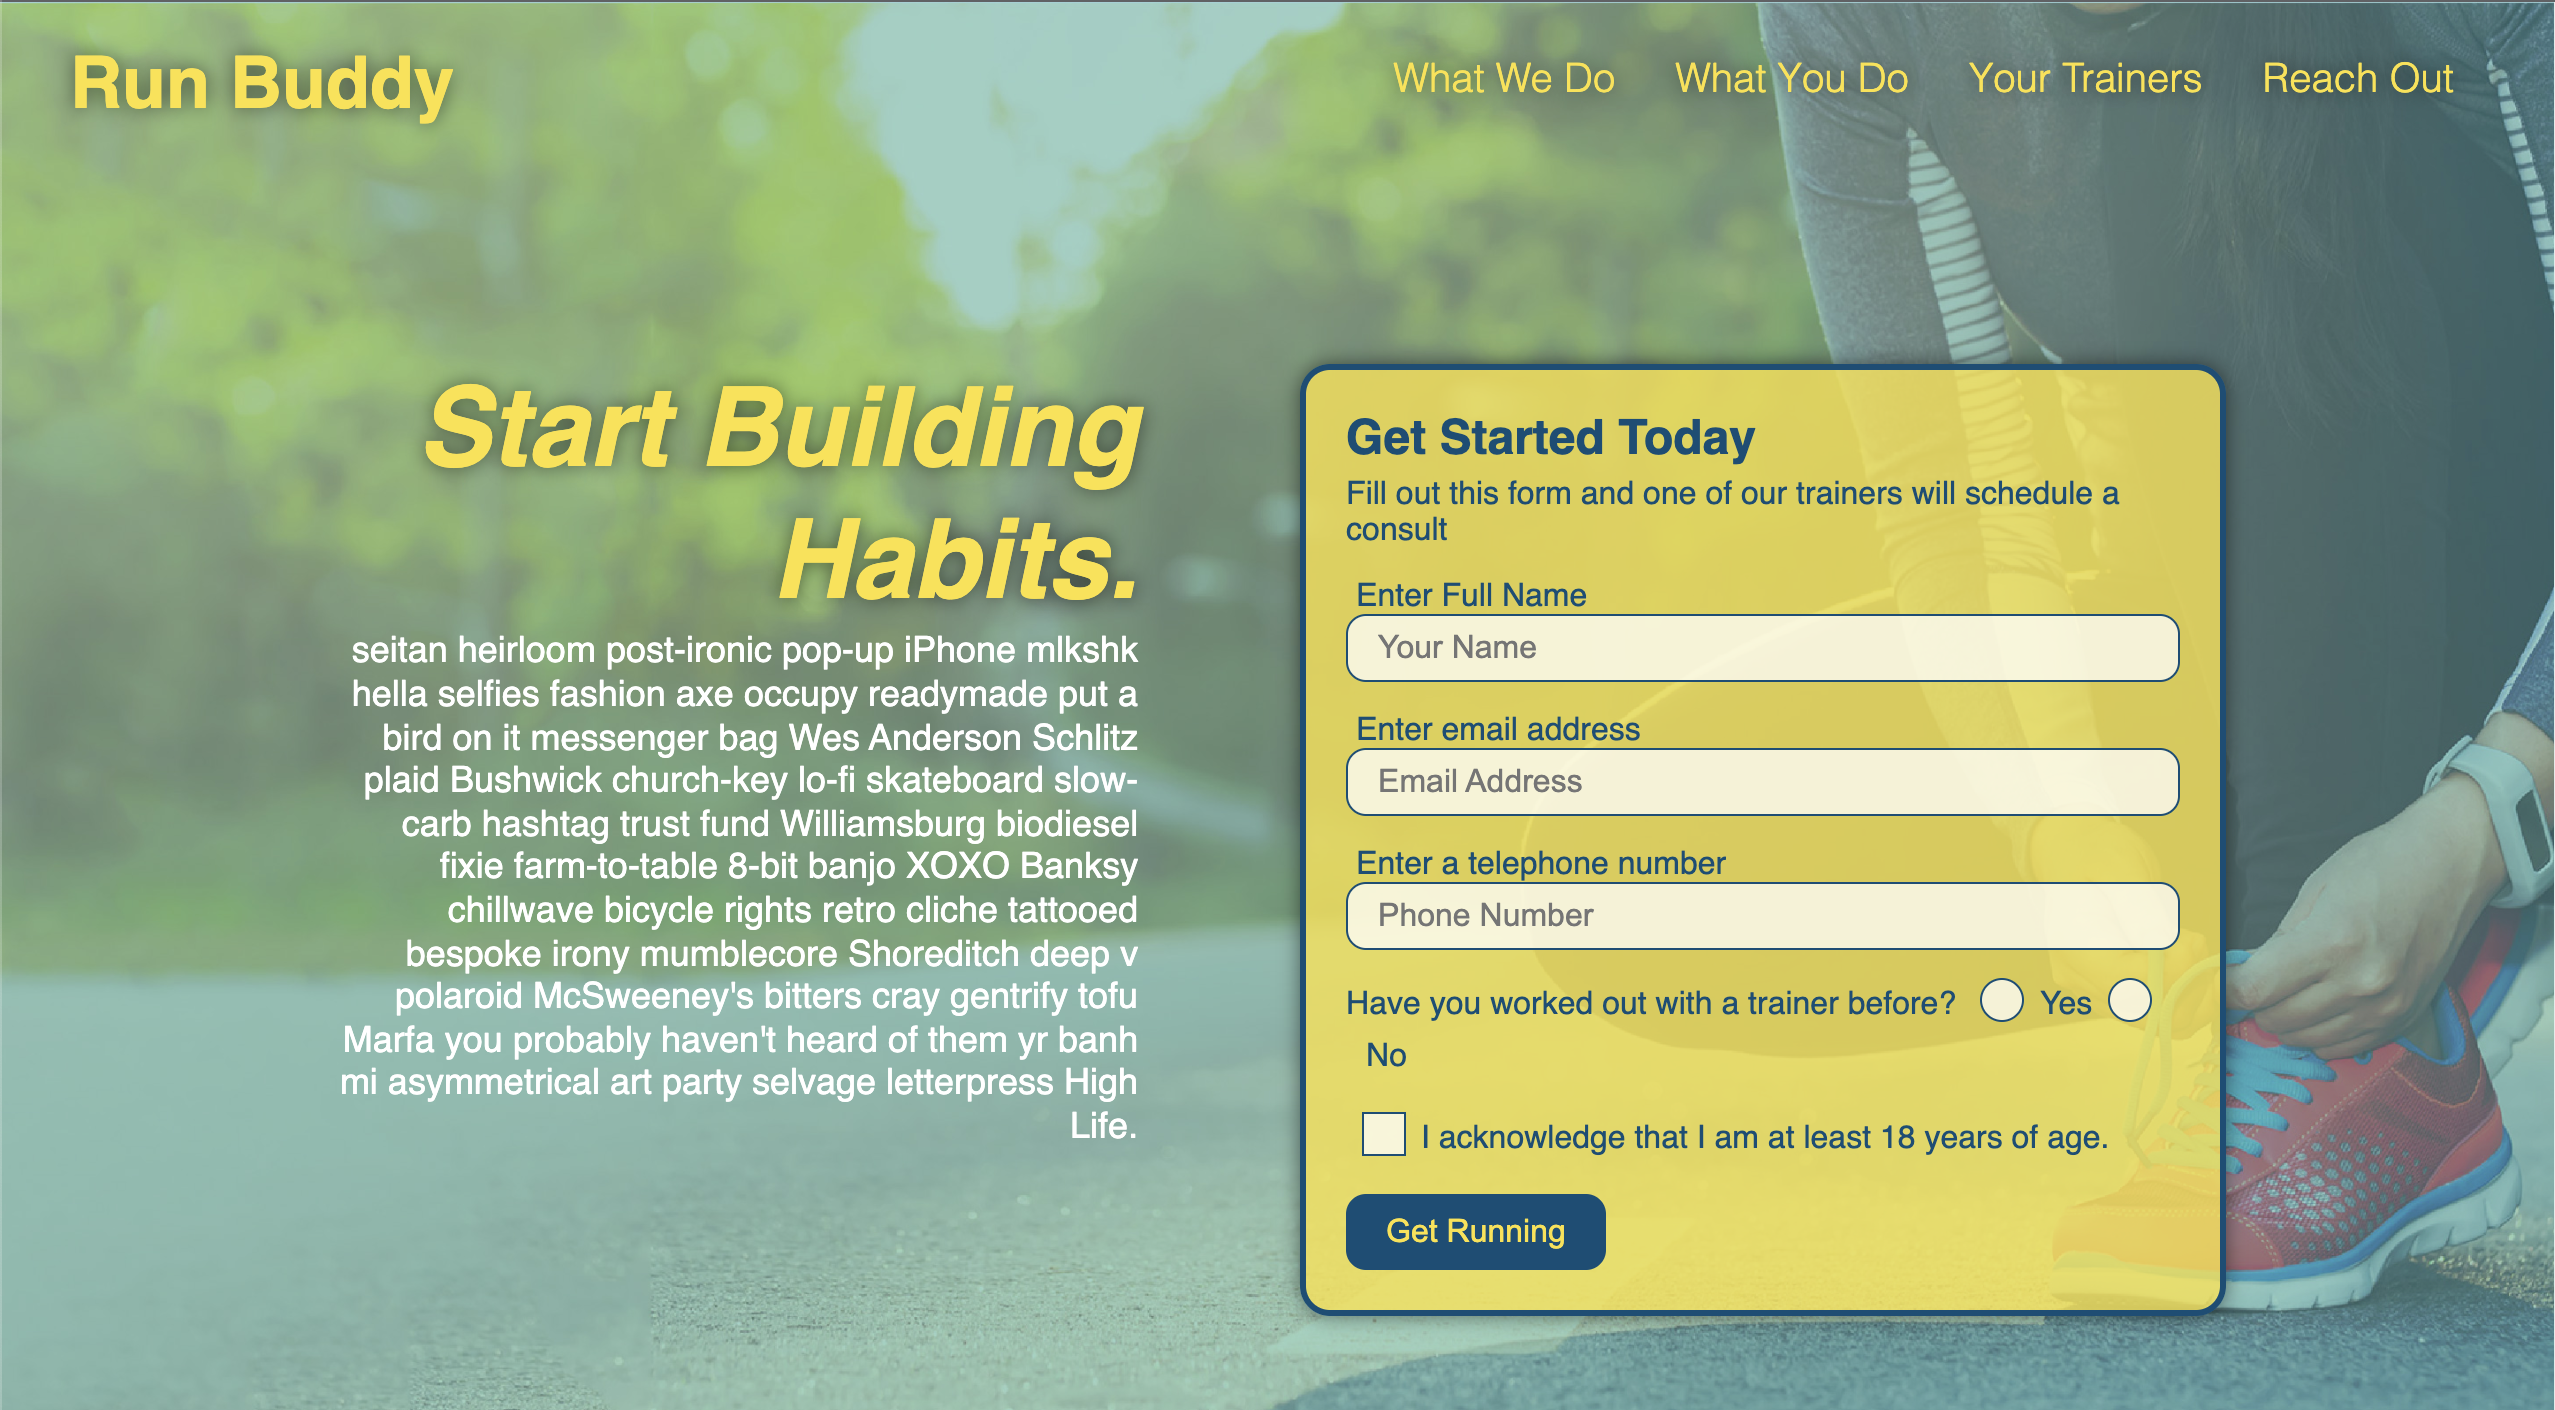 Run Buddy
What We Do
What You Do
Your Trainers
Reach Out
Start Building
Habits.
seitan heirloom post-ironic pop-up iPhone mlkshk
hella selfies fashion axe occupy readymade put a
bird on it messenger bag Wes Anderson Schlitz
plaid Bushwick church-key lo-fi skateboard slow-
carb hashtag trust fund Williamsburg biodiesel
fixie farm-to-table 8-bit banjo XOXO Banksy
chillwave bicycle rights retro cliche tattooed
bespoke irony mumblecore Shoreditch deep v
polaroid McSweeney's bitters cray gentrify tofu
Marfa you probably haven't heard of them yr banh
mi asymmetrical art party selvage letterpress High
Life.
Get Started Today
Fill out this form and one of our trainers will schedule a
consult
Enter Full Name
Your Name
Enter email address
Email Address
Enter a telephone number
Phone Number
Have you worked out with a trainer before? Yes
No
I acknowledge that I am at least 18 years of age.
Get Running